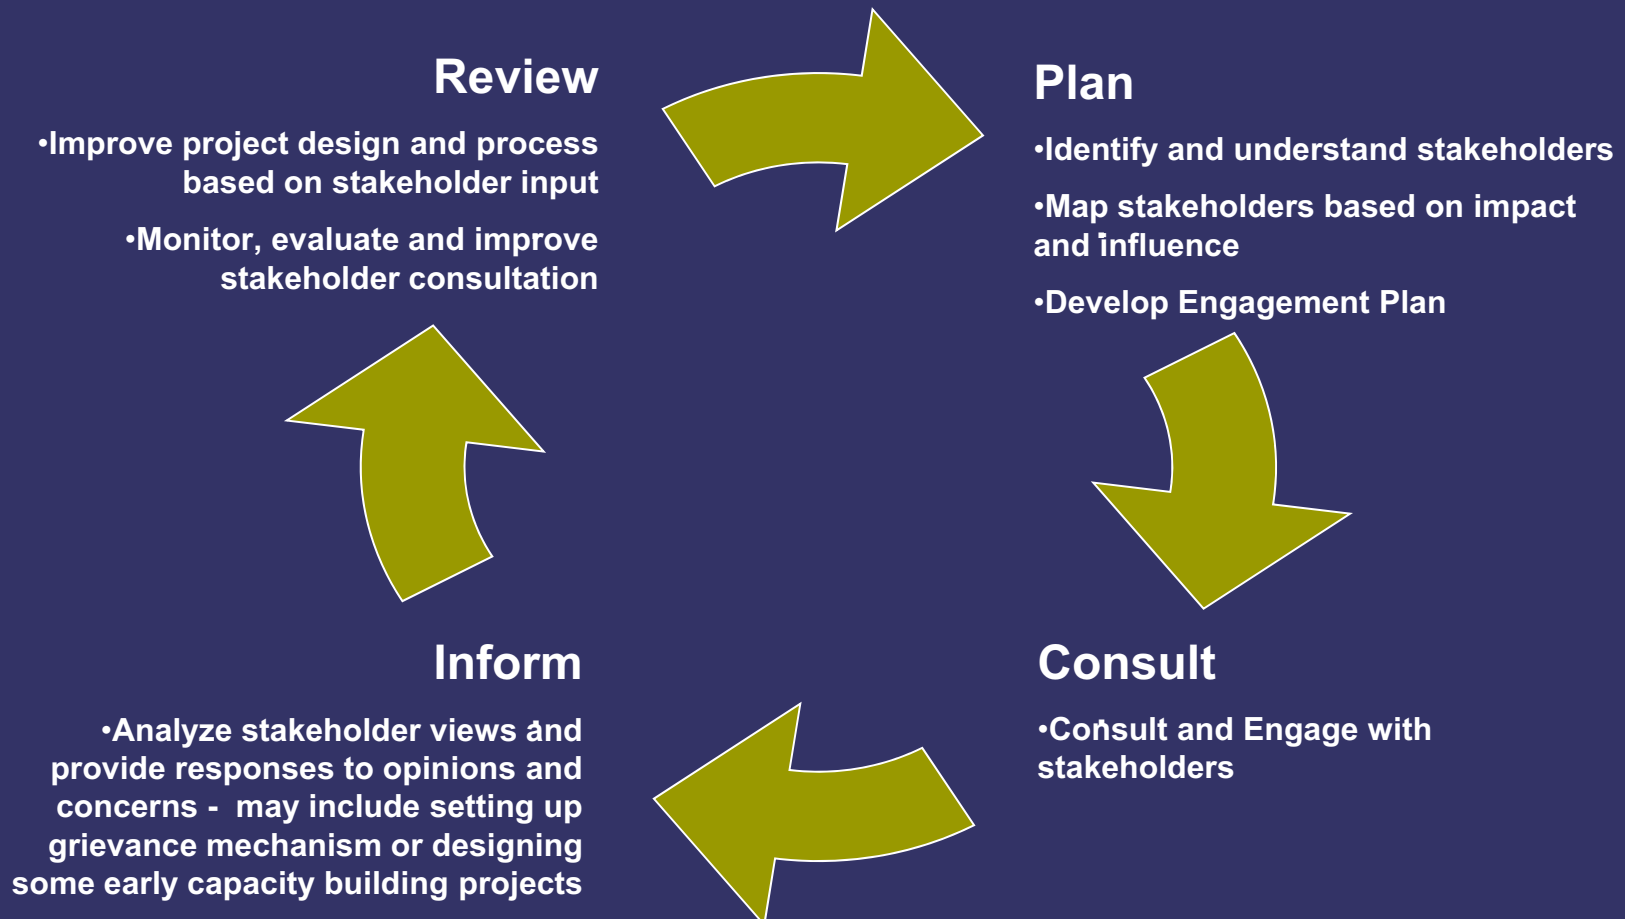 Review
•Improve project design and process
based on stakeholder input
•Monitor, evaluate and improve
stakeholder consultation
Plan
•Identify and understand stakeholders
•Map stakeholders based on impact
and influence
•Develop Engagement Plan
Inform
•Analyze stakeholder views and
provide responses to opinions and
concerns - may include setting up
grievance mechanism or designing
some early capacity building projects
Consult
•Consult and Engage with
stakeholders